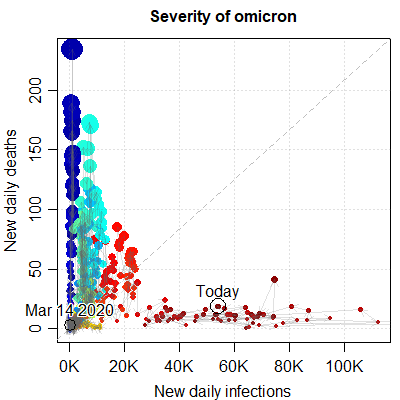 Severity of omicron
New daily deaths
200
150
100
50
0
Today
Mar 14 2020
0K 20K 40K 60K 80K 100K
New daily infections